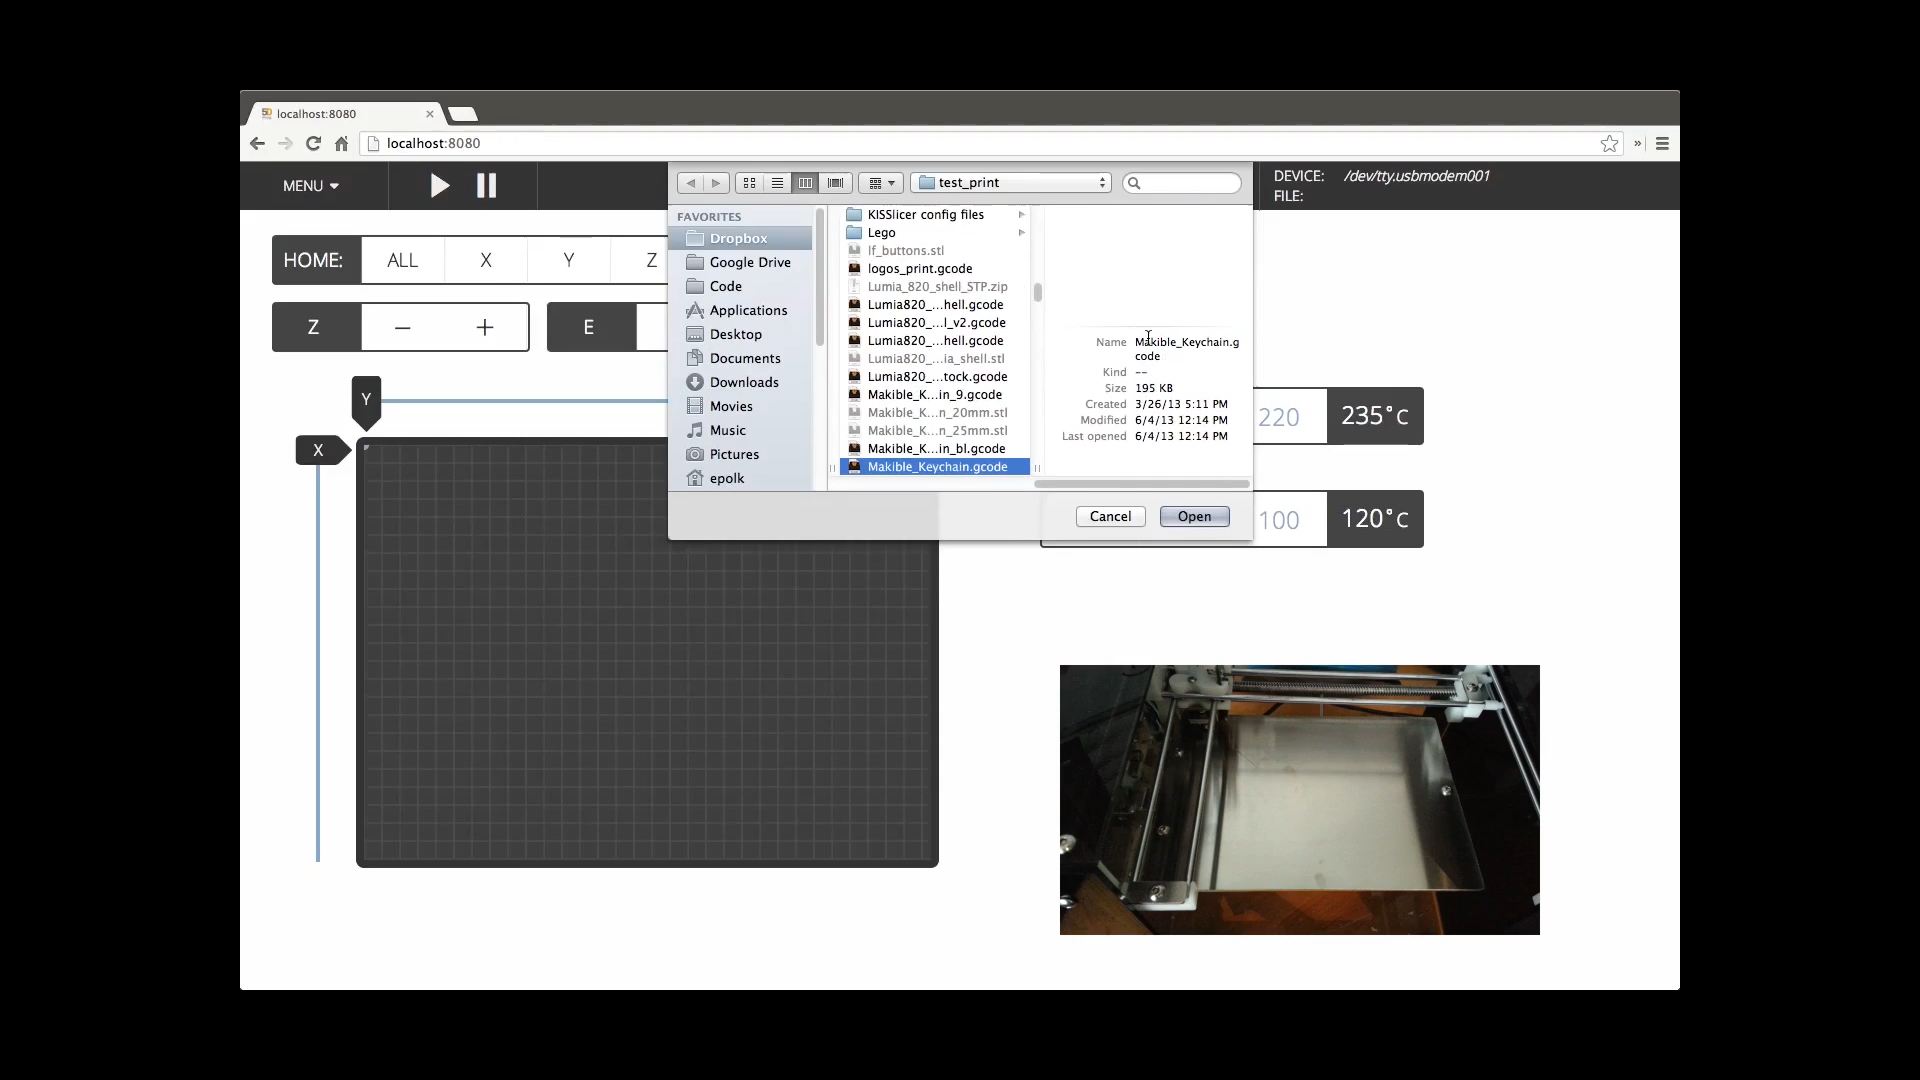 localhost:8080
localhost:8080
MENU
DEVICE: /dev/tty.usbmodem001
FILE:
test_print
HOME: ALL X Y Z
Z − + E
Y
X
FAVORITES
Dropbox
Google Drive
Code
Applications
Desktop
Documents
Downloads
Movies
Music
Pictures
epolk
KISSlicer config files
Lego
lf_buttons.stl
logos_print.gcode
Lumia_820_shell_STP.zip
Lumia820_...hell.gcode
Lumia820_...l_v2.gcode
Lumia820_...hell.gcode
Lumia820_...ia_shell.stl
Lumia820_...tock.gcode
Makible_K...in_9.gcode
Makible_K...n_20mm.stl
Makible_K...n_25mm.stl
Makible_K...in_bl.gcode
Makible_Keychain.gcode
Name Makible_Keychain.g
code
Kind --
Size 195 KB
Created 3/26/13 5:11 PM
Modified 6/4/13 12:14 PM
Last opened 6/4/13 12:14 PM
Cancel Open
220 235°C
100 120°C